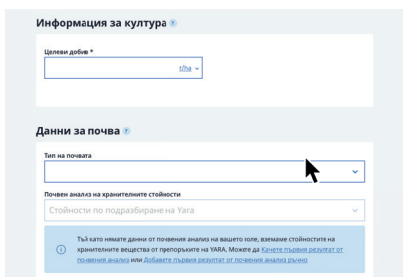 Информация за култура ?
Целеви добив *
t/ha
Данни за почва ?
Тип на почвата
Почвен анализ на хранителните стойности
Стойности по подразбиране на Yara
Тъй като нямате данни от почвения анализ на вашето поле, вземаме стойностите на
хранителни вещества от препоръките на YARA, Можете да Качете първия резултат от
почвения анализ или Добавете първия резултат от почвения анализ ръчно